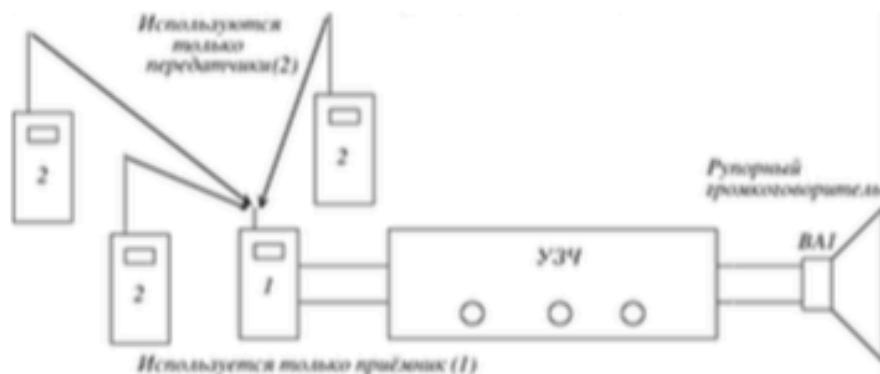 Используются
только
передатчики(2)
2
2
Рупорный
громкоговоритель
ВА1
УЗЧ
2
1
Используется только приёмник (1)